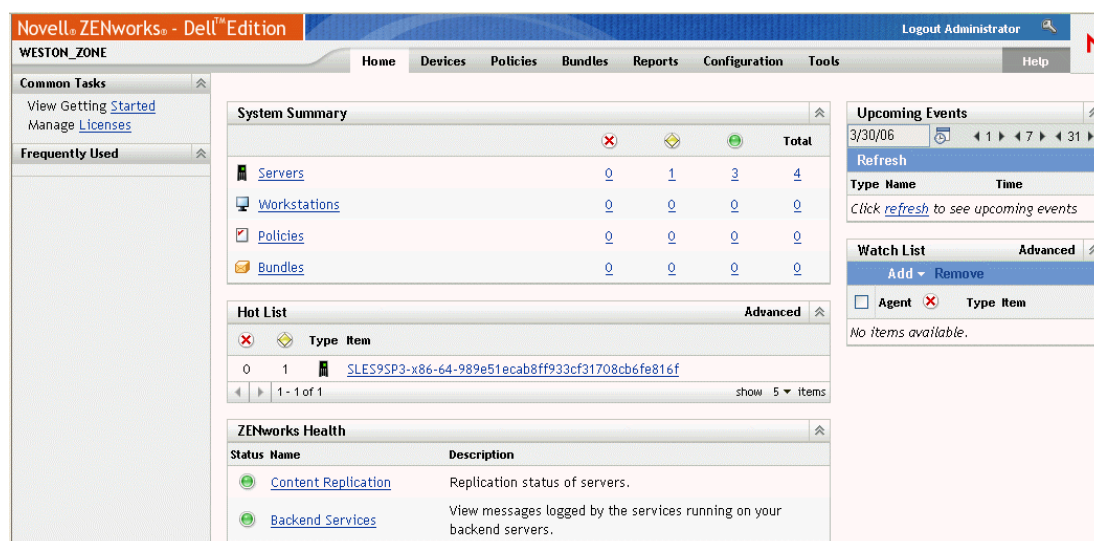 Novell® ZENworks® - Dell™ Edition
Logout Administrator
WESTON_ZONE
Home Devices Policies Bundles Reports Configuration Tools Help
Common Tasks
View Getting Started
Manage Licenses
Frequently Used
System Summary
Total
Servers 0 1 3 4
Workstations 0 0 0 0
Policies 0 0 0 0
Bundles 0 0 0 0
Hot List Advanced
Type Item
0 1 SLES9SP3-x86-64-989e51ecab8ff933cf31708cb6fe816f
1 - 1 of 1 show 5 items
ZENworks Health
Status Name Description
Content Replication Replication status of servers.
Backend Services View messages logged by the services running on your
backend servers.
Upcoming Events
3/30/06 1 7 31
Refresh
Type Name Time
Click refresh to see upcoming events
Watch List Advanced
Add Remove
Agent Type Item
No items available.